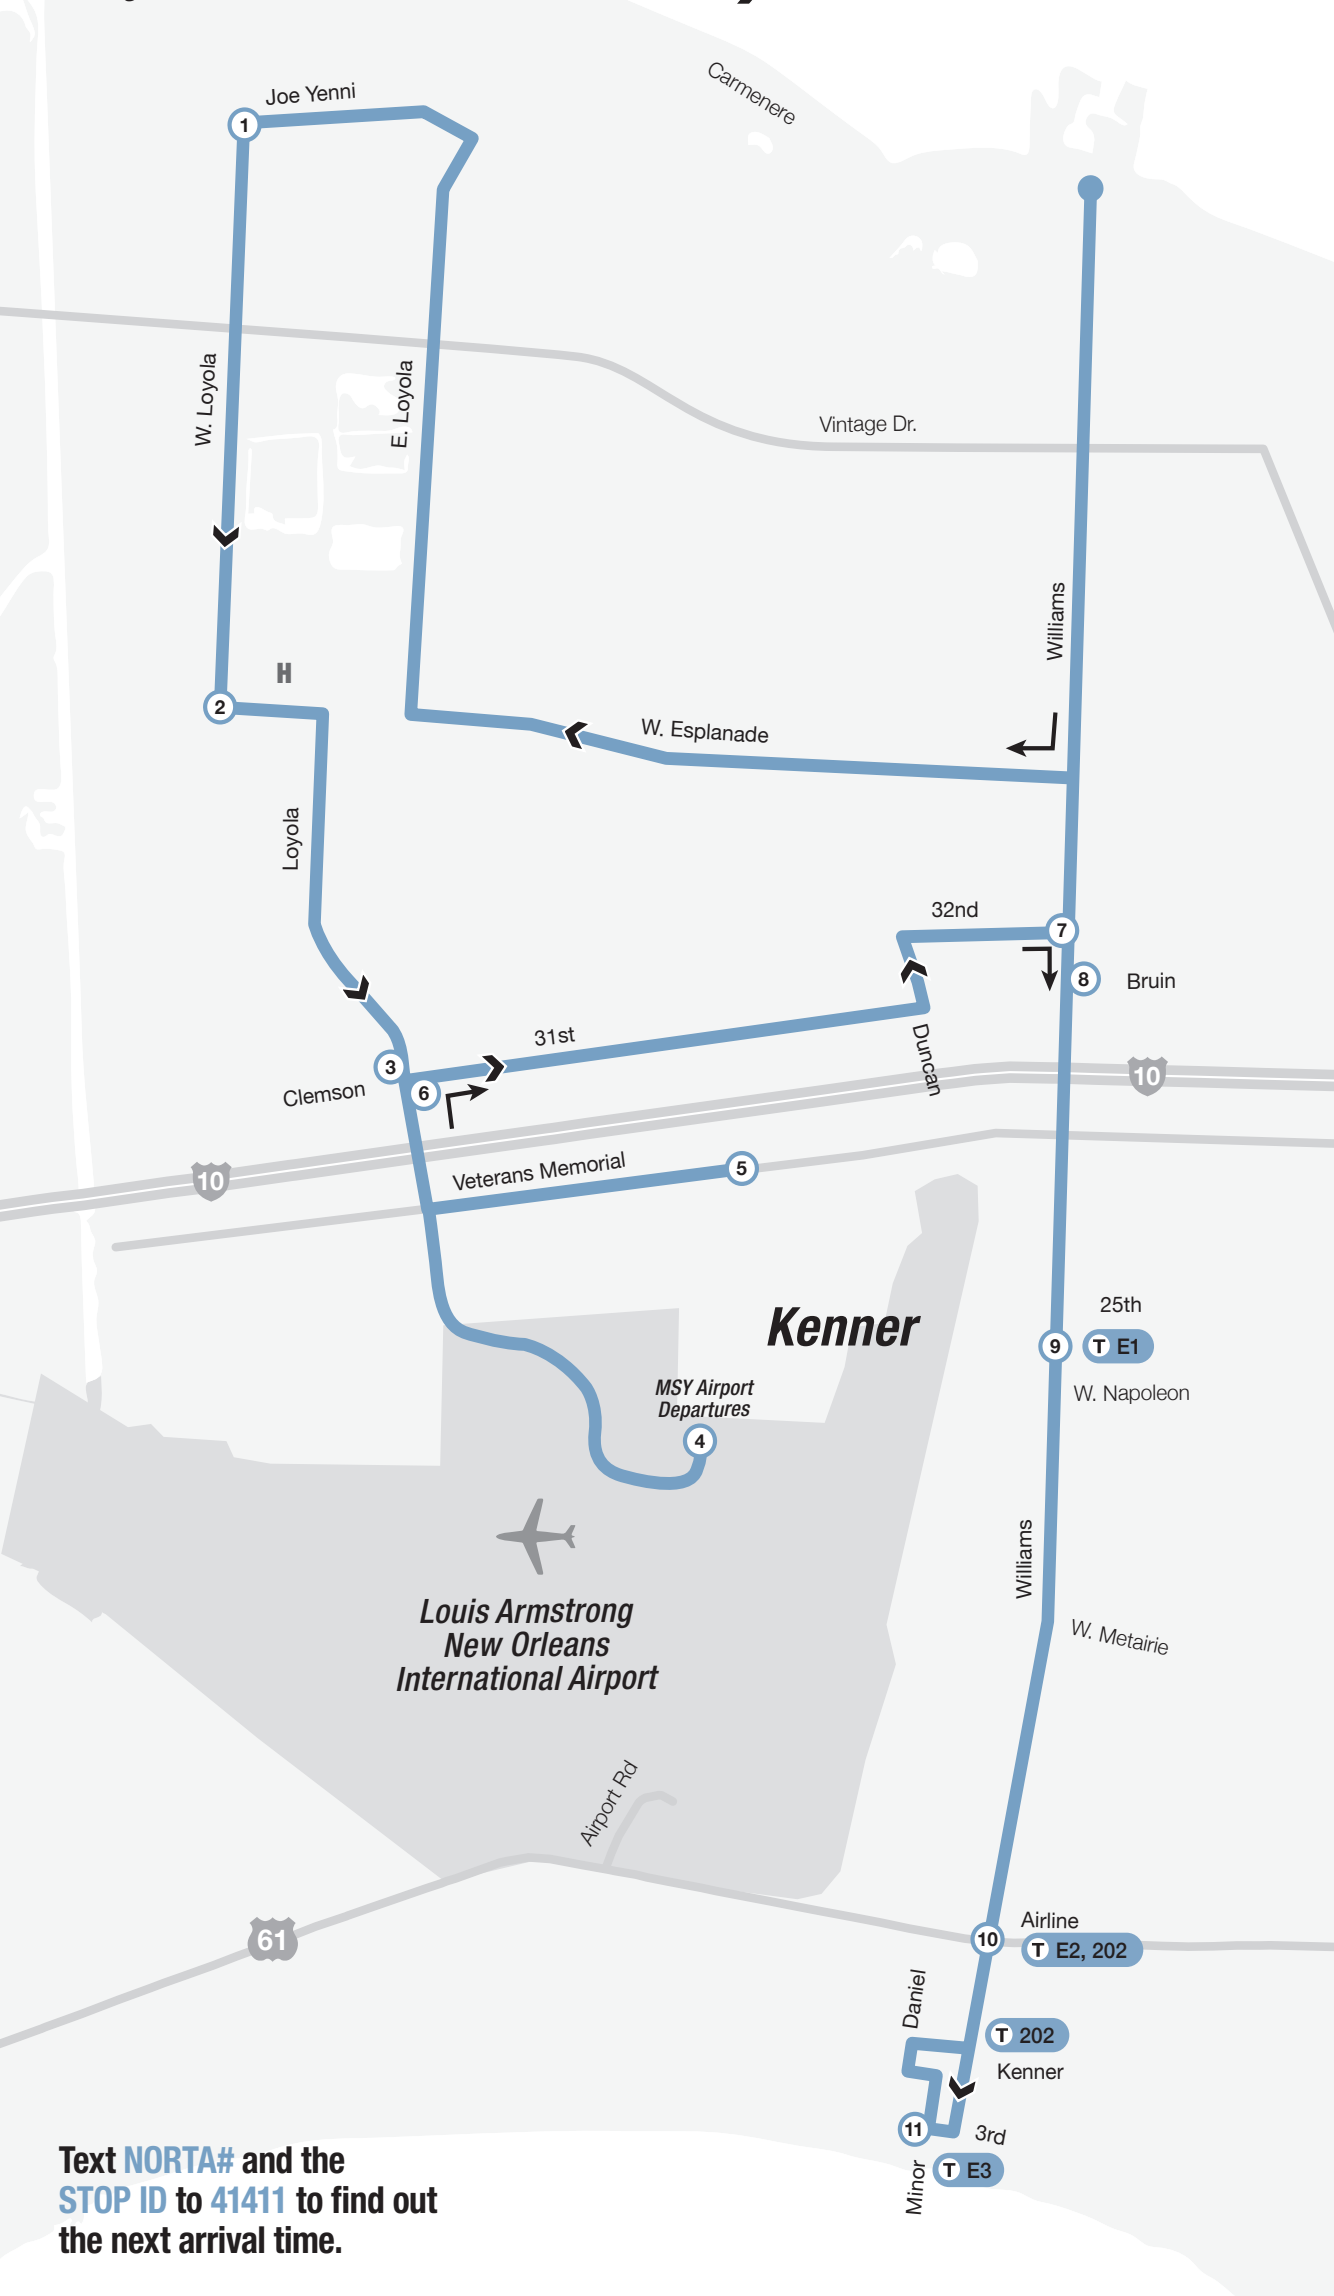 Carmenere
Joe Yenni
1
W. Loyola
E. Loyola
Vintage Dr.
Williams
H
2
W. Esplanade
Loyola
32nd
7
8
Bruin
31st
3
Clemson
6
Duncan
10
10
Veterans Memorial
5
25th
Kenner
9
T E1
MSY Airport
Departures
W. Napoleon
4
Williams
Louis Armstrong
New Orleans
International Airport
W. Metairie
Airport Rd
Airline
10
T E2, 202
61
Daniel
T 202
Kenner
11
3rd
Minor
T E3
Text NORTA# and the
STOP ID to 41411 to find out
the next arrival time.